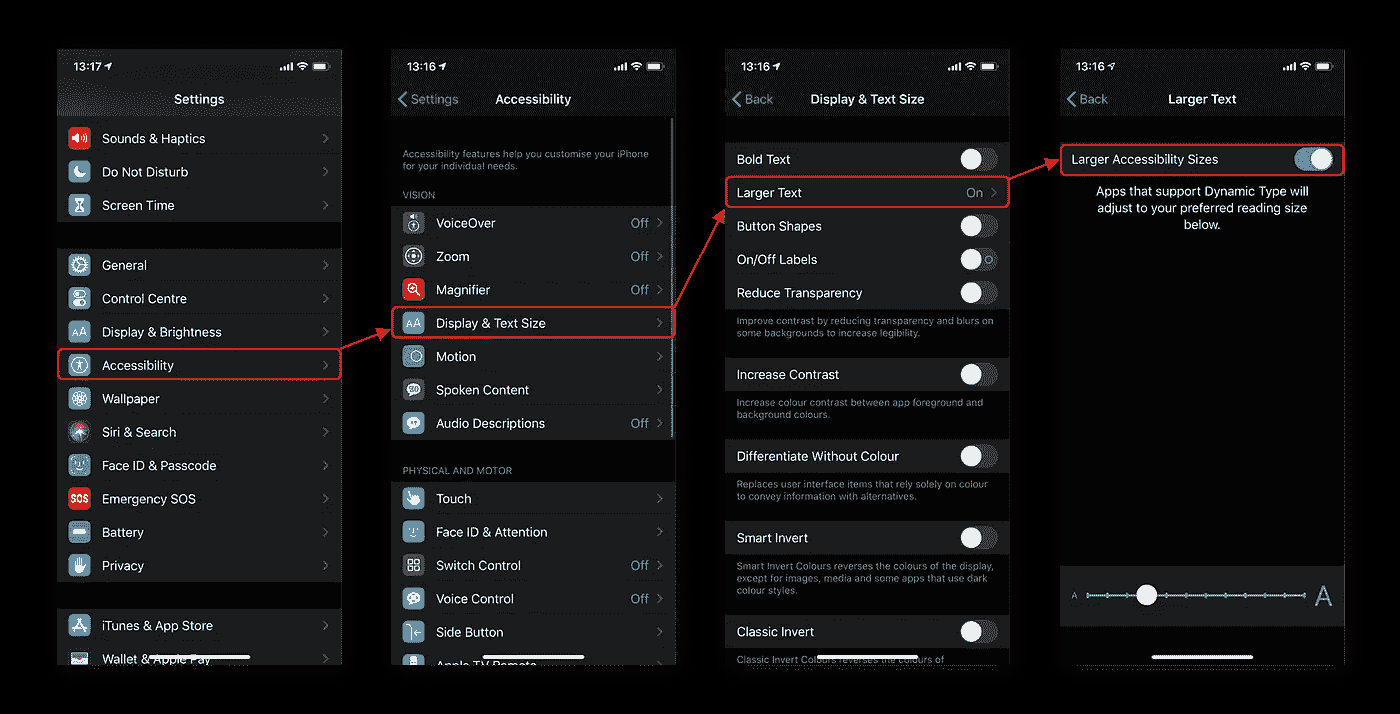 13:17
Settings
Sounds & Haptics
Do Not Disturb
Screen Time
General
Control Centre
Display & Brightness
Accessibility
Wallpaper
Siri & Search
Face ID & Passcode
SOS Emergency SOS
Battery
Privacy
iTunes & App Store
Wallet & Apple Pay
13:16
Settings Accessibility
Accessibility features help you customise your iPhone
for your individual needs.
VISION
VoiceOver Off
Zoom Off
Magnifier Off
AA Display & Text Size
Motion
Spoken Content
Audio Descriptions Off
PHYSICAL AND MOTOR
Touch
Face ID & Attention
Switch Control Off
Voice Control Off
Side Button
Apple TV Remote
13:16
Back Display & Text Size
Bold Text
Larger Text On
Button Shapes
On/Off Labels
Reduce Transparency
Improve contrast by reducing transparency and blurs on
some backgrounds to increase legibility.
Increase Contrast
Increase colour contrast between app foreground and
background colours.
Differentiate Without Colour
Replaces user interface items that rely solely on colour
to convey information with alternatives.
Smart Invert
Smart Invert Colours reverses the colours of the display,
except for images, media and some apps that use dark
colour styles.
Classic Invert
Classic Invert Colours reverses the colours of
13:16
Back Larger Text
Larger Accessibility Sizes
Apps that support Dynamic Type will
adjust to your preferred reading size
below.
A A